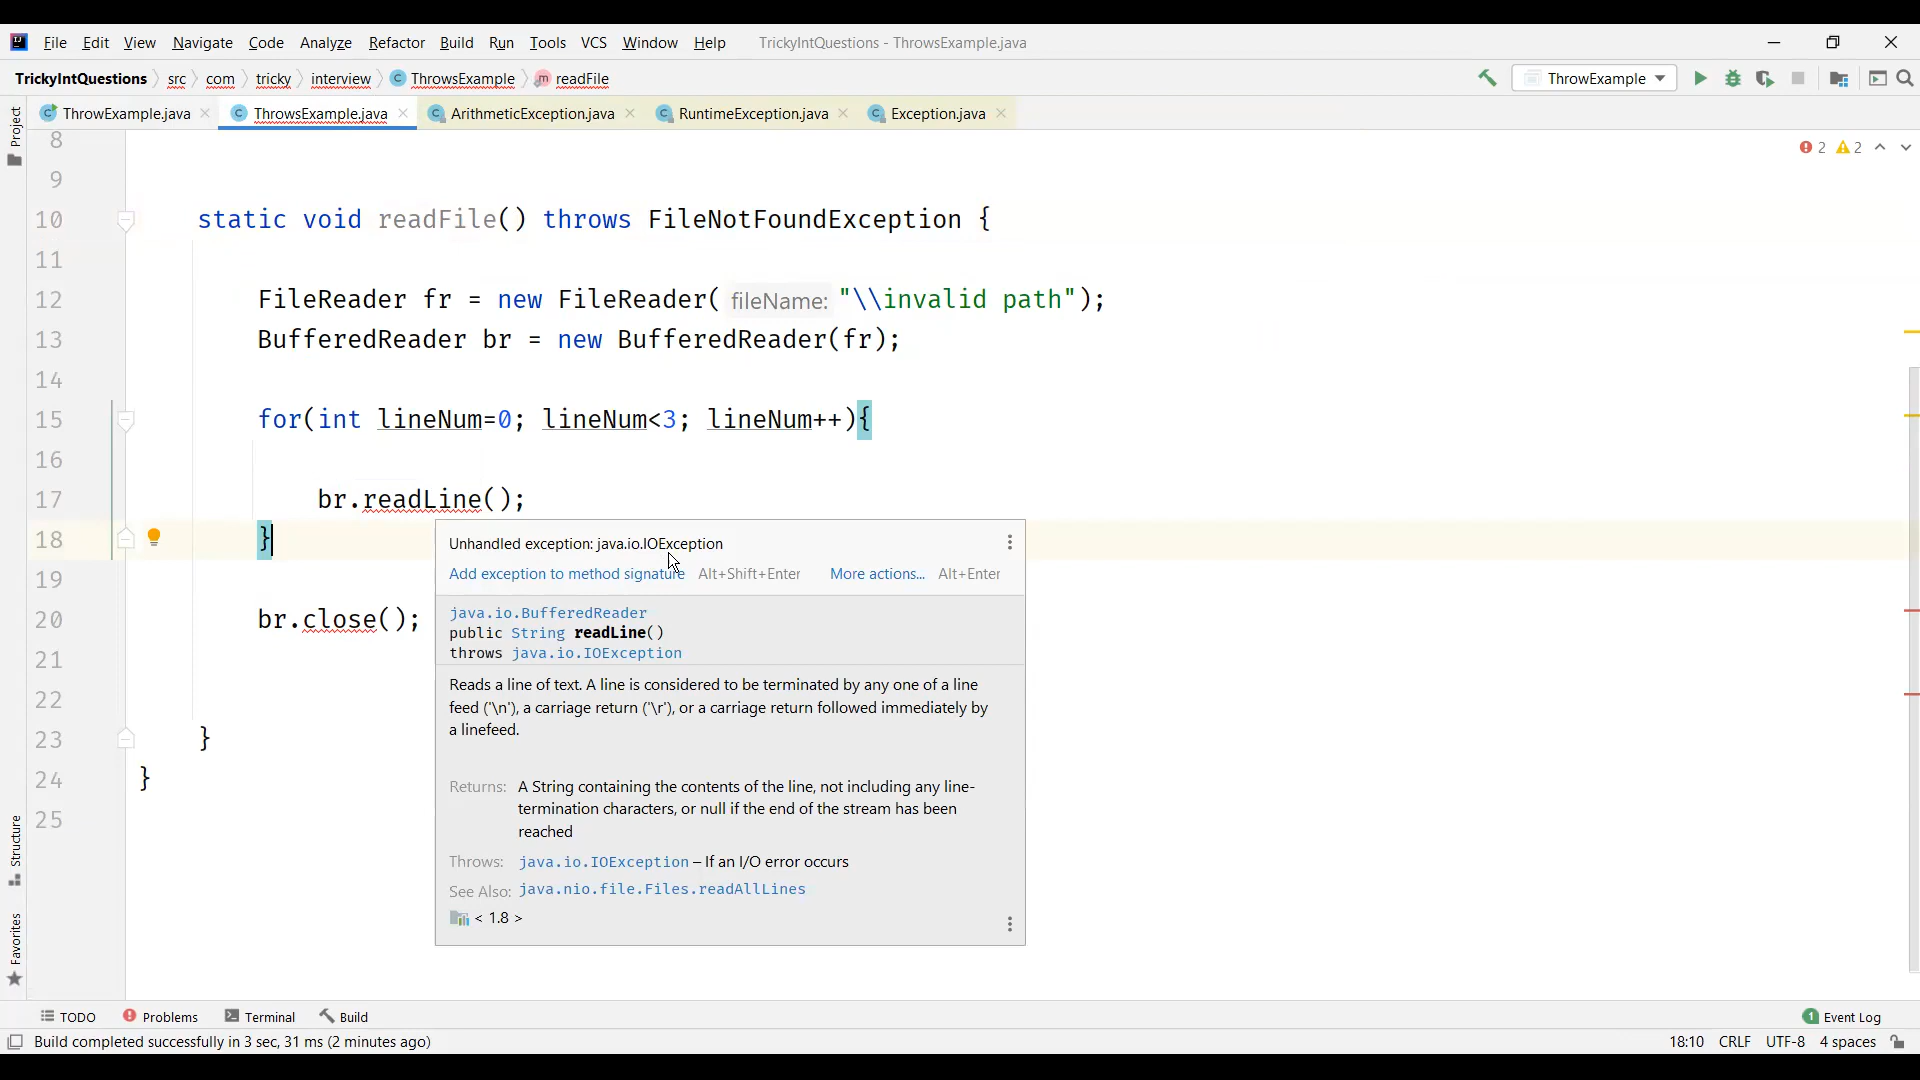 File Edit View Navigate Code Analyze Refactor Build Run Tools VCS Window Help TrickyIntQuestions - ThrowsExample.java
TrickyIntQuestions src com tricky interview ThrowsExample readFile ThrowExample
Project ThrowExample.java ThrowsExample.java ArithmeticException.java RuntimeException.java Exception.java
8 2 2
9
10 static void readFile() throws FileNotFoundException {
11
12 FileReader fr = new FileReader( fileName: "\\invalid path");
13 BufferedReader br = new BufferedReader(fr);
14
15 for(int lineNum=0; lineNum<3; lineNum++){
16
17 br.readLine();
18 }
Unhandled exception: java.io.IOException
Add exception to method signature Alt+Shift+Enter More actions... Alt+Enter
19
20 br.close();
21
22
23 }
24 }
25
java.io.BufferedReader
public String readLine()
throws java.io.IOException
Reads a line of text. A line is considered to be terminated by any one of a line
feed ('\n'), a carriage return ('\r'), or a carriage return followed immediately by
a linefeed.
Returns: A String containing the contents of the line, not including any line-
termination characters, or null if the end of the stream has been
reached
Throws: java.io.IOException – If an I/O error occurs
See Also: java.nio.file.Files.readAllLines
< 1.8 >
Structure
Favorites
TODO Problems Terminal Build 1 Event Log
Build completed successfully in 3 sec, 31 ms (2 minutes ago) 18:10 CRLF UTF-8 4 spaces